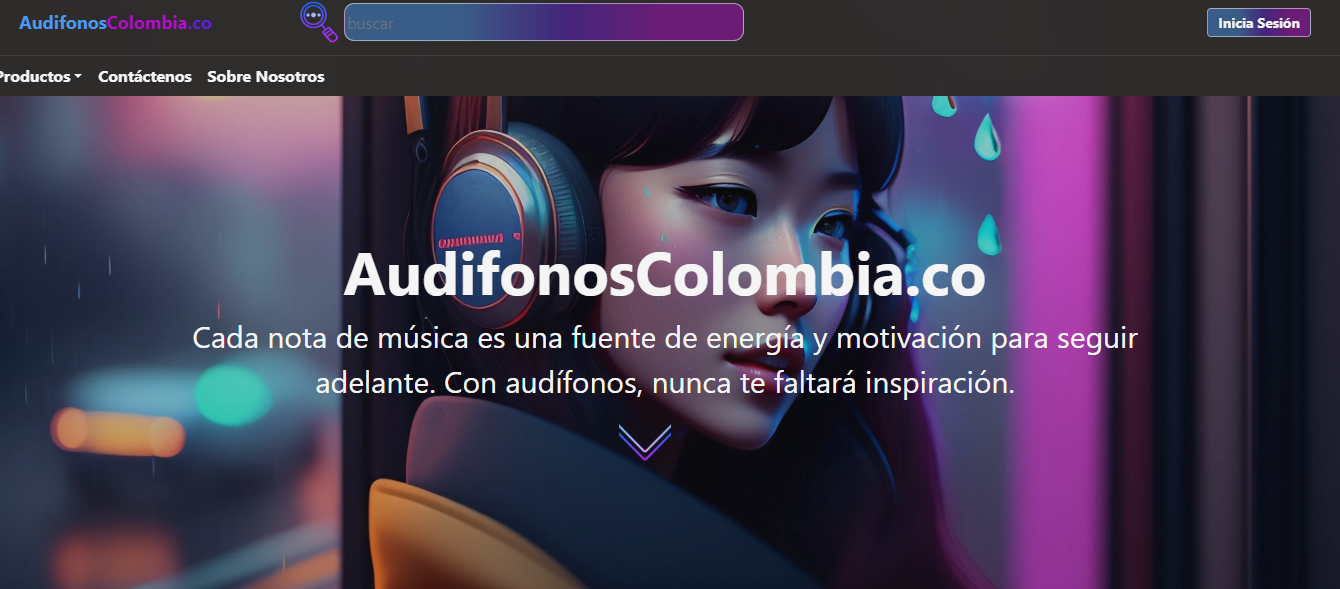 AudifonosColombia.co
buscar
Inicia Sesión
Productos
Contáctenos
Sobre Nosotros
AudifonosColombia.co
Cada nota de música es una fuente de energía y motivación para seguir
adelante. Con audífonos, nunca te faltará inspiración.